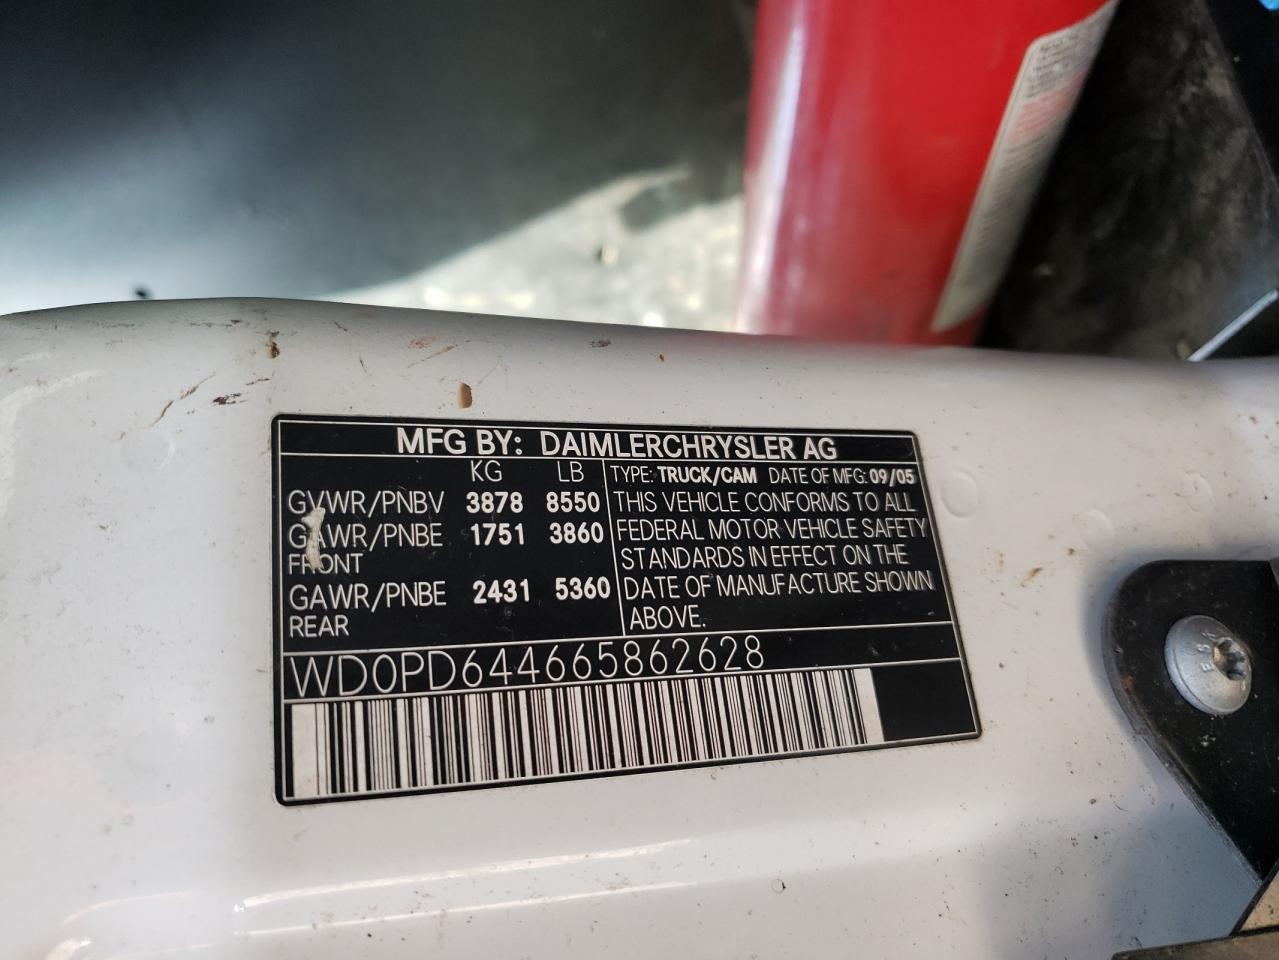 MFG BY: DAIMLERCHRYSLER AG
KG LB
GVWR/PNBV 3878 8550
GAWR/PNBE 1751 3860
FRONT
GAWR/PNBE 2431 5360
REAR
TYPE: TRUCK/CAM DATE OF MFG: 09/05
THIS VEHICLE CONFORMS TO ALL
FEDERAL MOTOR VEHICLE SAFETY
STANDARDS IN EFFECT ON THE
DATE OF MANUFACTURE SHOWN
ABOVE.
WD0PD644665862628